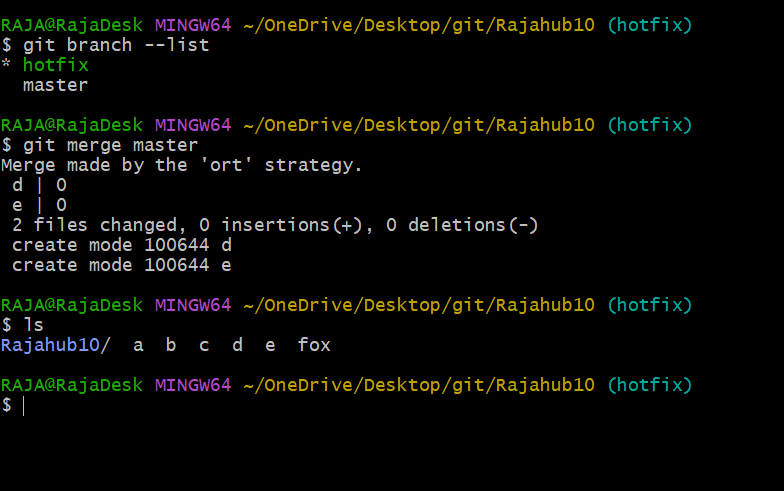 RAJA@RajaDesk MINGW64 ~/OneDrive/Desktop/git/Rajahub10 (hotfix)
$ git branch --list
* hotfix
  master

RAJA@RajaDesk MINGW64 ~/OneDrive/Desktop/git/Rajahub10 (hotfix)
$ git merge master
Merge made by the 'ort' strategy.
 d | 0
 e | 0
 2 files changed, 0 insertions(+), 0 deletions(-)
 create mode 100644 d
 create mode 100644 e

RAJA@RajaDesk MINGW64 ~/OneDrive/Desktop/git/Rajahub10 (hotfix)
$ ls
Rajahub10/  a  b  c  d  e  fox

RAJA@RajaDesk MINGW64 ~/OneDrive/Desktop/git/Rajahub10 (hotfix)
$